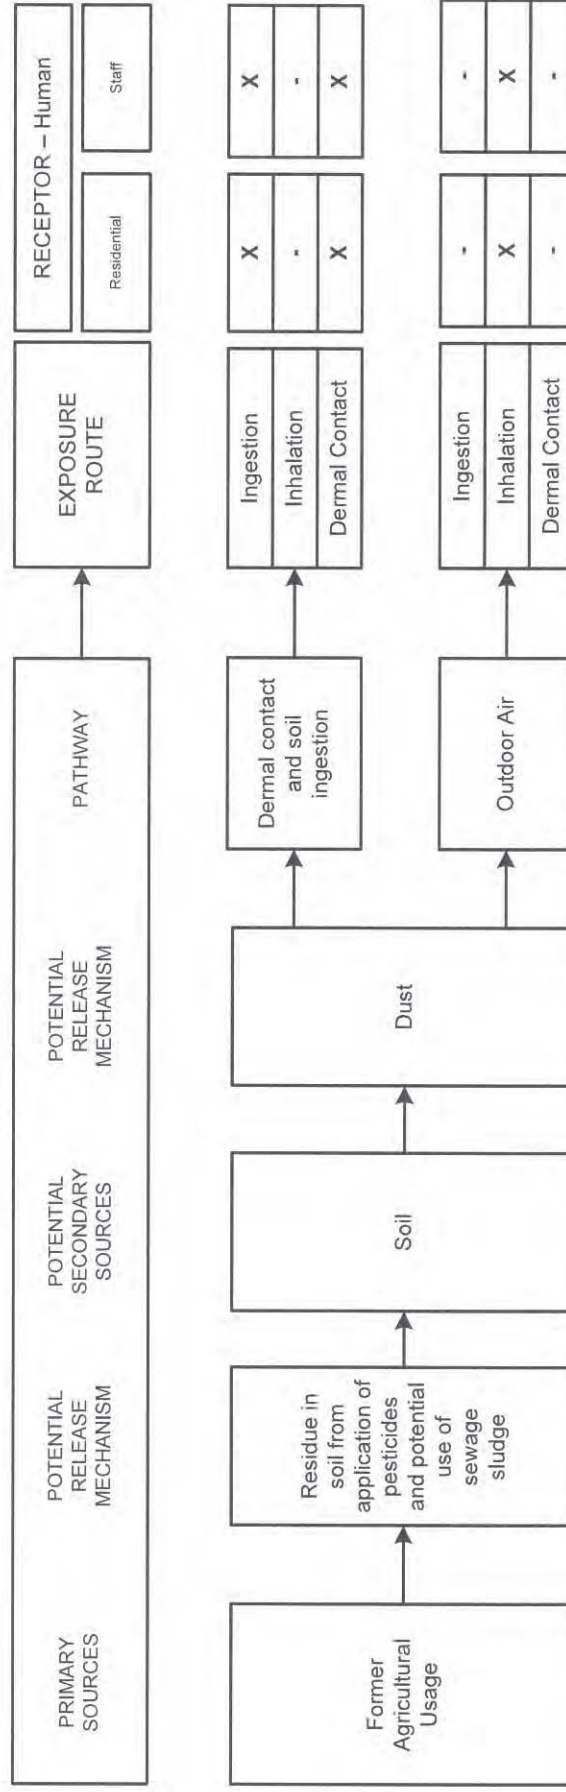 PRIMARY
SOURCES
POTENTIAL
RELEASE
MECHANISM
POTENTIAL
SECONDARY
SOURCES
POTENTIAL
RELEASE
MECHANISM
PATHWAY
EXPOSURE
ROUTE
RECEPTOR – Human
Residential
Staff
Former
Agricultural
Usage
Residue in
soil from
application of
pesticides
and potential
use of
sewage
sludge
Soil
Dust
Dermal contact
and soil
ingestion
Ingestion
X
X
Inhalation
-
-
Dermal Contact
X
X
Outdoor Air
Ingestion
-
-
Inhalation
X
X
Dermal Contact
-
-